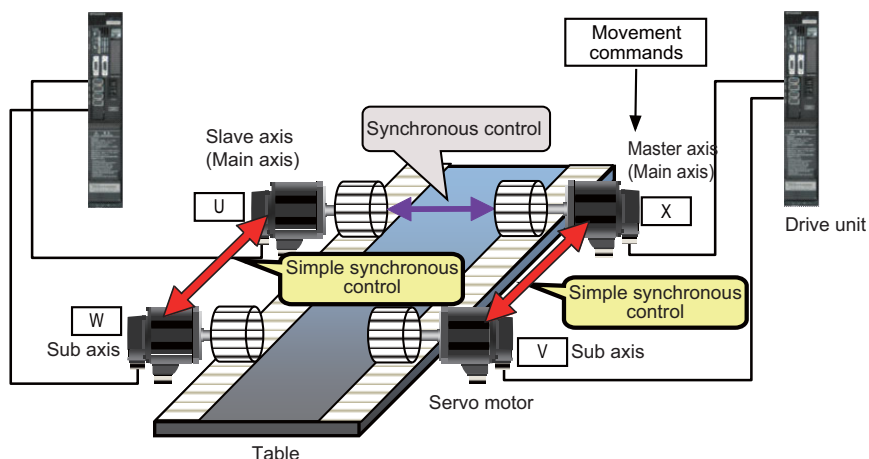 Movement
commands
Slave axis
(Main axis)
Synchronous control
Master axis
(Main axis)
U
X
Drive unit
Simple synchronous
control
Simple synchronous
control
W
Sub axis
V
Sub axis
Servo motor
Table